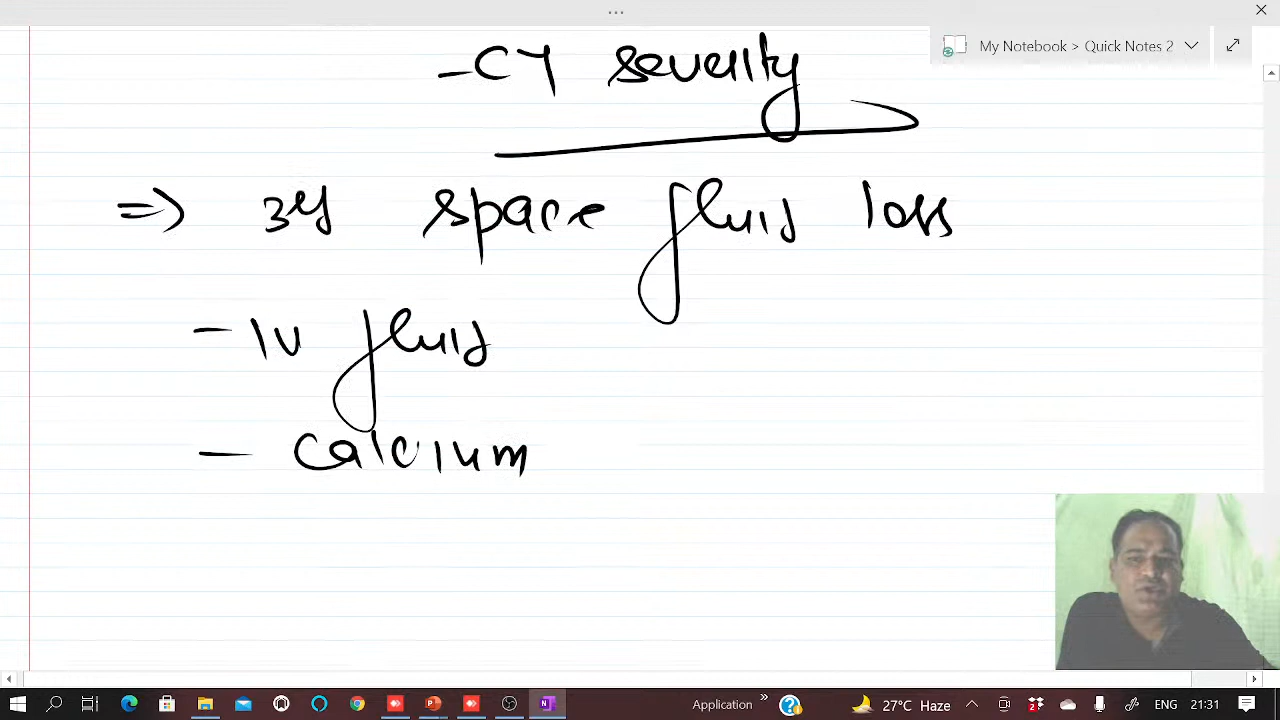 ...
My Notebook > Quick Notes 2
- CT severity
=> 3y space fluid loss
- IV fluid
- Calcium
Application
»
27°C Haze
ENG
21:31